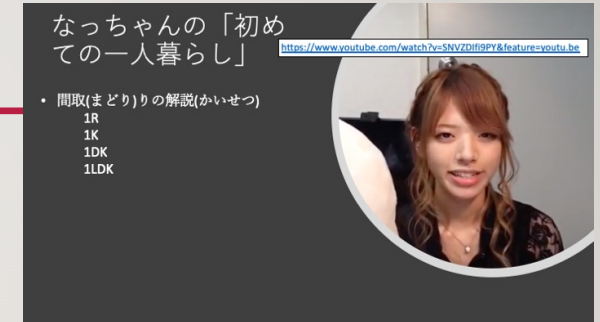 なっちゃんの「初め
ての一人暮らし」
https://www.youtube.com/watch?v=SNVZDlfi9PY&feature=youtu.be
• 間取(まどり)りの解説(かいせつ)
1R
1K
1DK
1LDK